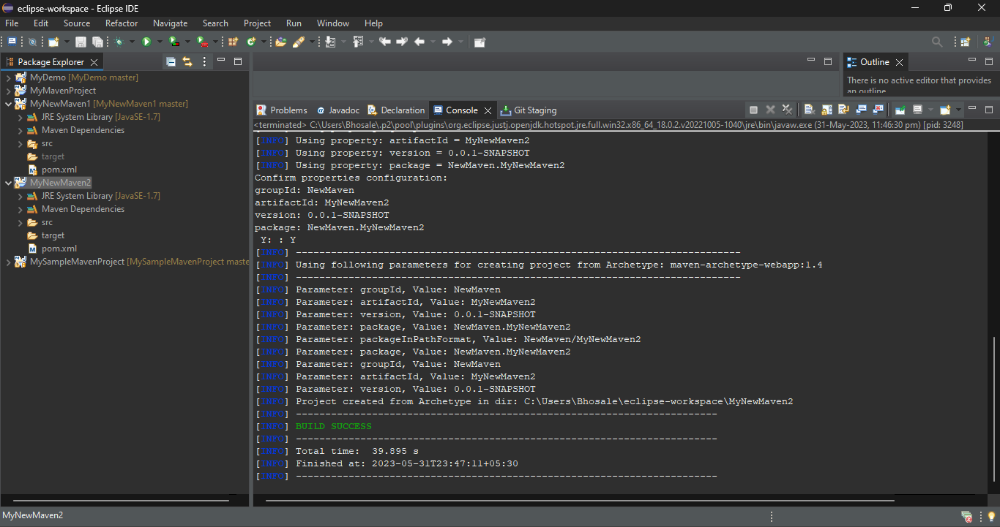 eclipse-workspace - Eclipse IDE
File Edit Source Refactor Navigate Search Project Run Window Help
Package Explorer
MyDemo [MyDemo master]
MyMavenProject
MyNewMaven1 [MyNewMaven1 master]
JRE System Library [JavaSE-1.7]
Maven Dependencies
src
target
pom.xml
MyNewMaven2
JRE System Library [JavaSE-1.7]
Maven Dependencies
src
target
pom.xml
MySampleMavenProject [MySampleMavenProject maste
Outline
There is no active editor that provides
an outline.
Problems Javadoc Declaration Console Git Staging
<terminated> C:\Users\Bhosale\.p2\pool\plugins\org.eclipse.justj.openjdk.hotspot.jre.full.win32.x86_64_18.0.2.v20221005-1040\jre\bin\javaw.exe (31-May-2023, 11:46:30 pm) [pid: 3248]
[INFO] Using property: artifactId = MyNewMaven2
[INFO] Using property: version = 0.0.1-SNAPSHOT
[INFO] Using property: package = NewMaven.MyNewMaven2
Confirm properties configuration:
groupId: NewMaven
artifactId: MyNewMaven2
version: 0.0.1-SNAPSHOT
package: NewMaven.MyNewMaven2
Y: : Y
[INFO] ----------------------------------------------------------------------------
[INFO] Using following parameters for creating project from Archetype: maven-archetype-webapp:1.4
[INFO] ----------------------------------------------------------------------------
[INFO] Parameter: groupId, Value: NewMaven
[INFO] Parameter: artifactId, Value: MyNewMaven2
[INFO] Parameter: version, Value: 0.0.1-SNAPSHOT
[INFO] Parameter: package, Value: NewMaven.MyNewMaven2
[INFO] Parameter: packageInPathFormat, Value: NewMaven/MyNewMaven2
[INFO] Parameter: package, Value: NewMaven.MyNewMaven2
[INFO] Parameter: groupId, Value: NewMaven
[INFO] Parameter: artifactId, Value: MyNewMaven2
[INFO] Parameter: version, Value: 0.0.1-SNAPSHOT
[INFO] Project created from Archetype in dir: C:\Users\Bhosale\eclipse-workspace\MyNewMaven2
[INFO] ------------------------------------------------------------------------
[INFO] BUILD SUCCESS
[INFO] ------------------------------------------------------------------------
[INFO] Total time:  39.895 s
[INFO] Finished at: 2023-05-31T23:47:11+05:30
[INFO] ------------------------------------------------------------------------
MyNewMaven2